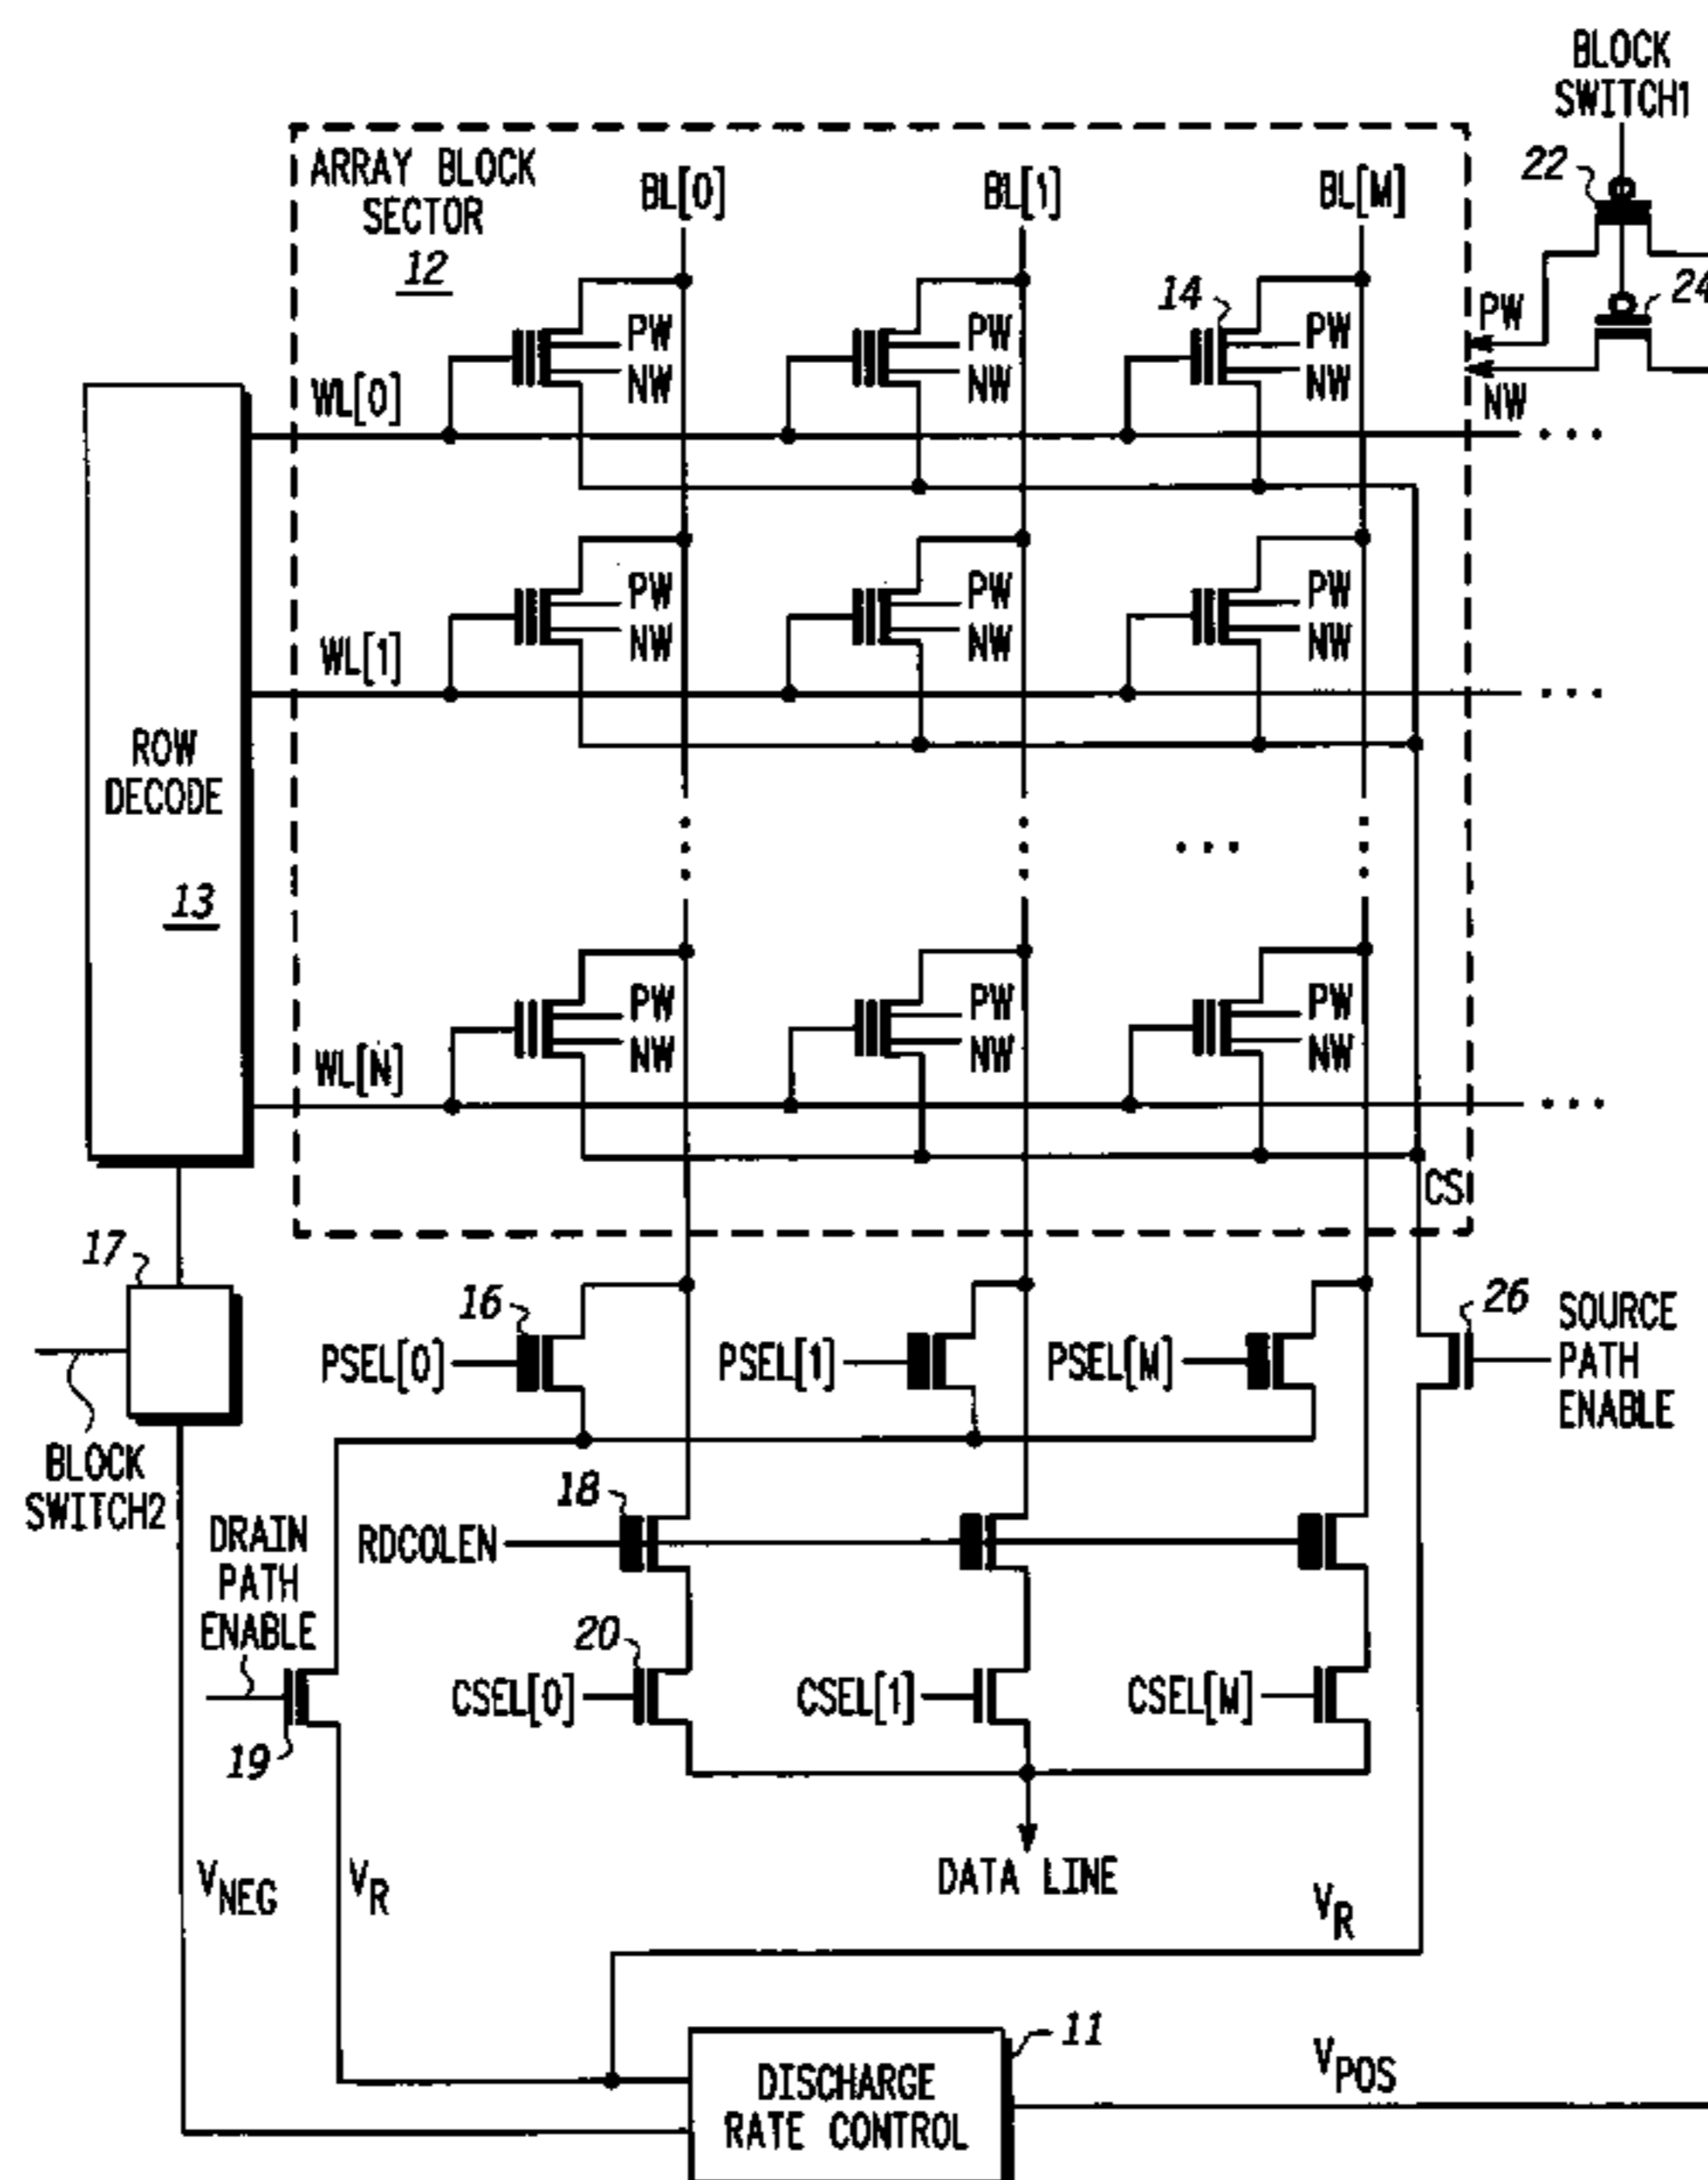 BLOCK
SWITCH1
22
24
PW
NW
ARRAY BLOCK
SECTOR
12
BL[0]
BL[1]
BL[M]
14
PW
NW
PW
NW
PW
NW
WL[0]
PW
NW
PW
NW
PW
NW
WL[1]
ROW
DECODE
13
PW
NW
PW
NW
PW
NW
WL[N]
CS
17
BLOCK
SWITCH2
16
PSEL[0]
PSEL[1]
PSEL[M]
26
SOURCE
PATH
ENABLE
18
RDCOLEN
DRAIN
PATH
ENABLE
19
20
CSEL[0]
CSEL[1]
CSEL[M]
DATA LINE
VNEG
VR
VR
11
DISCHARGE
RATE CONTROL
VPOS